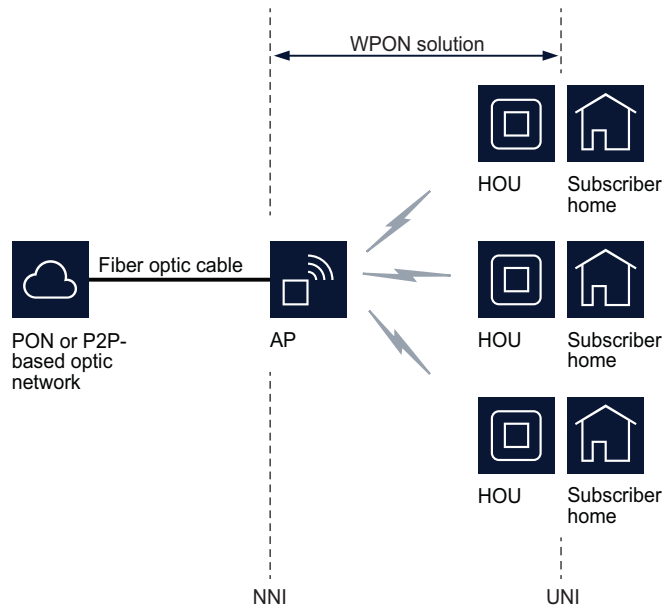 WPON solution
HOU
Subscriber
home
Fiber optic cable
PON or P2P-
based optic
network
AP
HOU
Subscriber
home
HOU
Subscriber
home
NNI
UNI